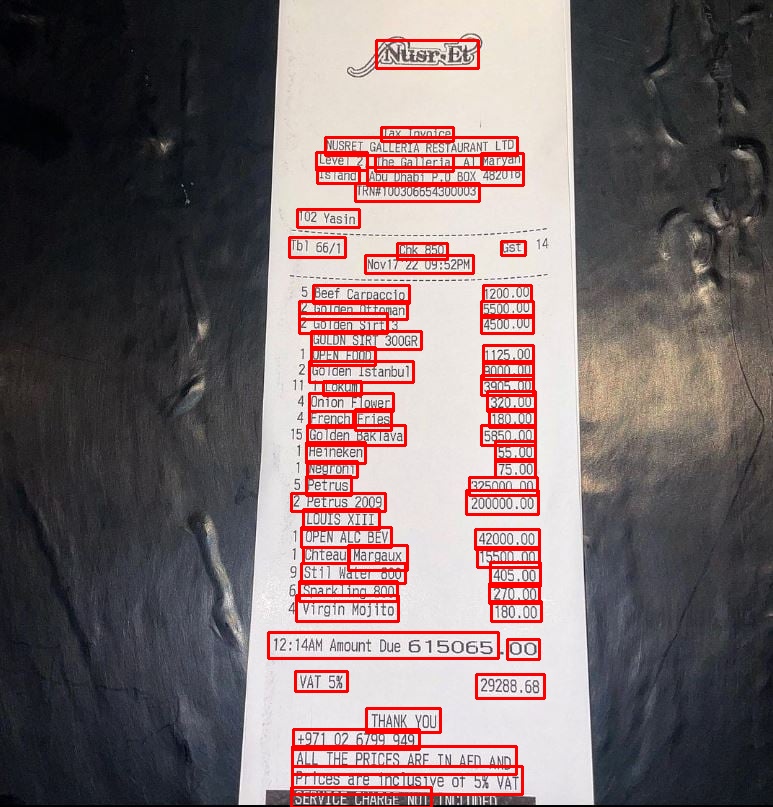 Nusr-Et
Tax Invoice
NUSRET GALLERIA RESTAURANT LTD
Level 2, The Galleria, Al Maryah
Island, Abu Dhabi P.O BOX 482018
TRN#100306654300003
102 Yasin
Tbl 66/1 Chk 850 Gst 14
Nov17'22 09:52PM
5 Beef Carpaccio 1200.00
2 Golden Ottoman 5500.00
2 Golden Sirt 3 4500.00
GOLDN SIRT 300GR
1 OPEN FOOD 1125.00
2 Golden Istanbul 8000.00
11 Lokum 3905.00
4 Onion Flower 320.00
4 French Fries 180.00
15 Golden Baklava 5850.00
1 Heineken 55.00
1 Negroni 75.00
5 Petrus 325000.00
2 Petrus 2009 200000.00
LOUIS XIII
1 OPEN ALC BEV 42000.00
1 Chteau Margaux 15500.00
9 Stil Water 800 405.00
6 Sparkling 800 270.00
4 Virgin Mojito 180.00
12:14AM Amount Due 615065.00
VAT 5% 29288.68
THANK YOU
+971 02 6799 949
ALL THE PRICES ARE IN AED AND
Prices are inclusive of 5% VAT
SERVICE CHARGE NOT INCLUDED